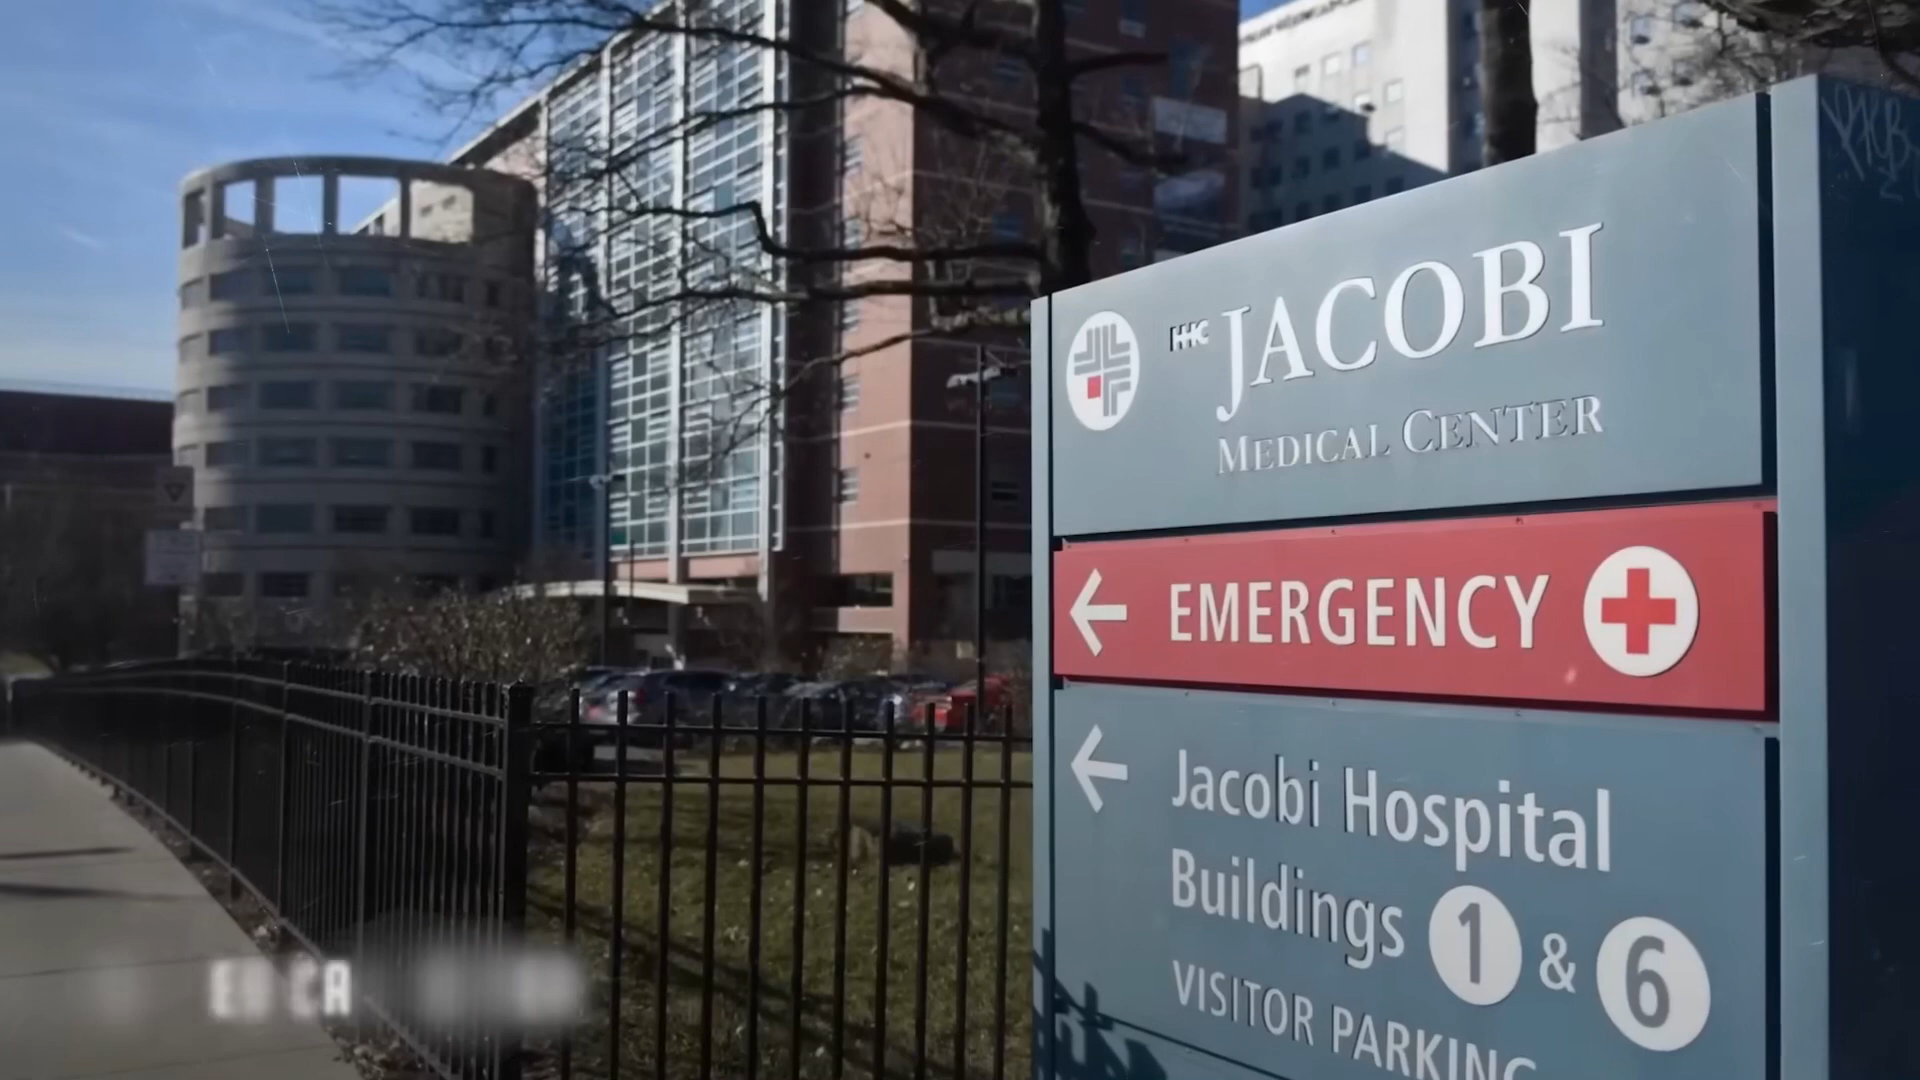 HHC JACOBI
MEDICAL CENTER
EMERGENCY
Jacobi Hospital
Buildings 1 & 6
VISITOR PARKING